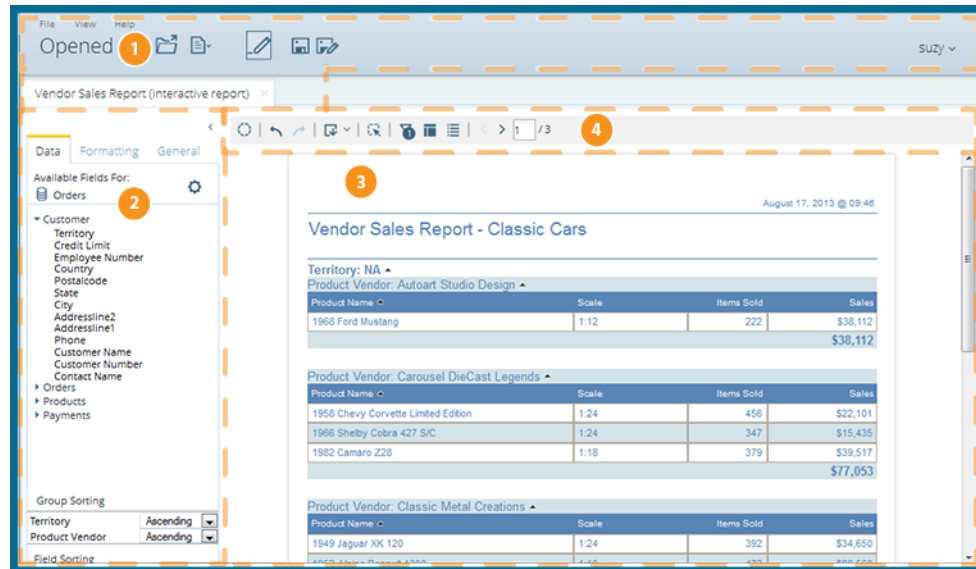 File View Help
Opened
1
suzy
Vendor Sales Report (interactive report) ×
1 /3
4
Data Formatting General
Available Fields For:
Orders
2
Customer
Territory
Credit Limit
Employee Number
Country
Postalcode
State
City
Addressline2
Addressline1
Phone
Customer Name
Customer Number
Contact Name
Orders
Products
Payments
Group Sorting
Territory Ascending
Product Vendor Ascending
Field Sorting
3
August 17, 2013 @ 09:46
Vendor Sales Report - Classic Cars
Territory: NA
Product Vendor: Autoart Studio Design
Product Name Scale Items Sold Sales
1968 Ford Mustang 1:12 222 $38,112
$38,112
Product Vendor: Carousel DieCast Legends
Product Name Scale Items Sold Sales
1958 Chevy Corvette Limited Edition 1:24 456 $22,101
1966 Shelby Cobra 427 S/C 1:24 347 $15,435
1982 Camaro Z28 1:18 379 $39,517
$77,053
Product Vendor: Classic Metal Creations
Product Name Scale Items Sold Sales
1949 Jaguar XK 120 1:24 392 $34,650